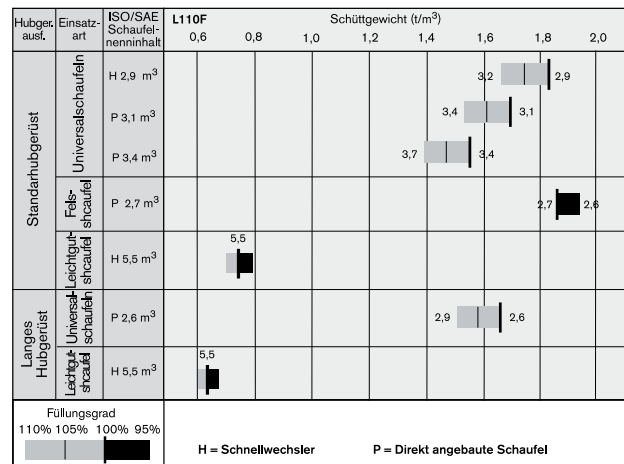 Hubger. ausf.
Einsatz- art
ISO/SAE Schaufel- nenninhalt
L110F
Schüttgewicht (t/m³)
0,6 0,8 1,0 1,2 1,4 1,6 1,8 2,0
Standarhubgerüst
Universalschaufeln
H 2,9 m³
3,2 2,9
P 3,1 m³
3,4 3,1
P 3,4 m³
3,7 3,4
Fels- shcaufel
P 2,7 m³
2,7 2,6
Leichtgut- shcaufel
H 5,5 m³
5,5
Langes Hubgerüst
Universal- schaufeln
P 2,6 m³
2,9 2,6
Leichtgut- shcaufel
H 5,5 m³
5,5
Füllungsgrad
110% 105% 100% 95%
H = Schnellwechsler P = Direkt angebaute Schaufel